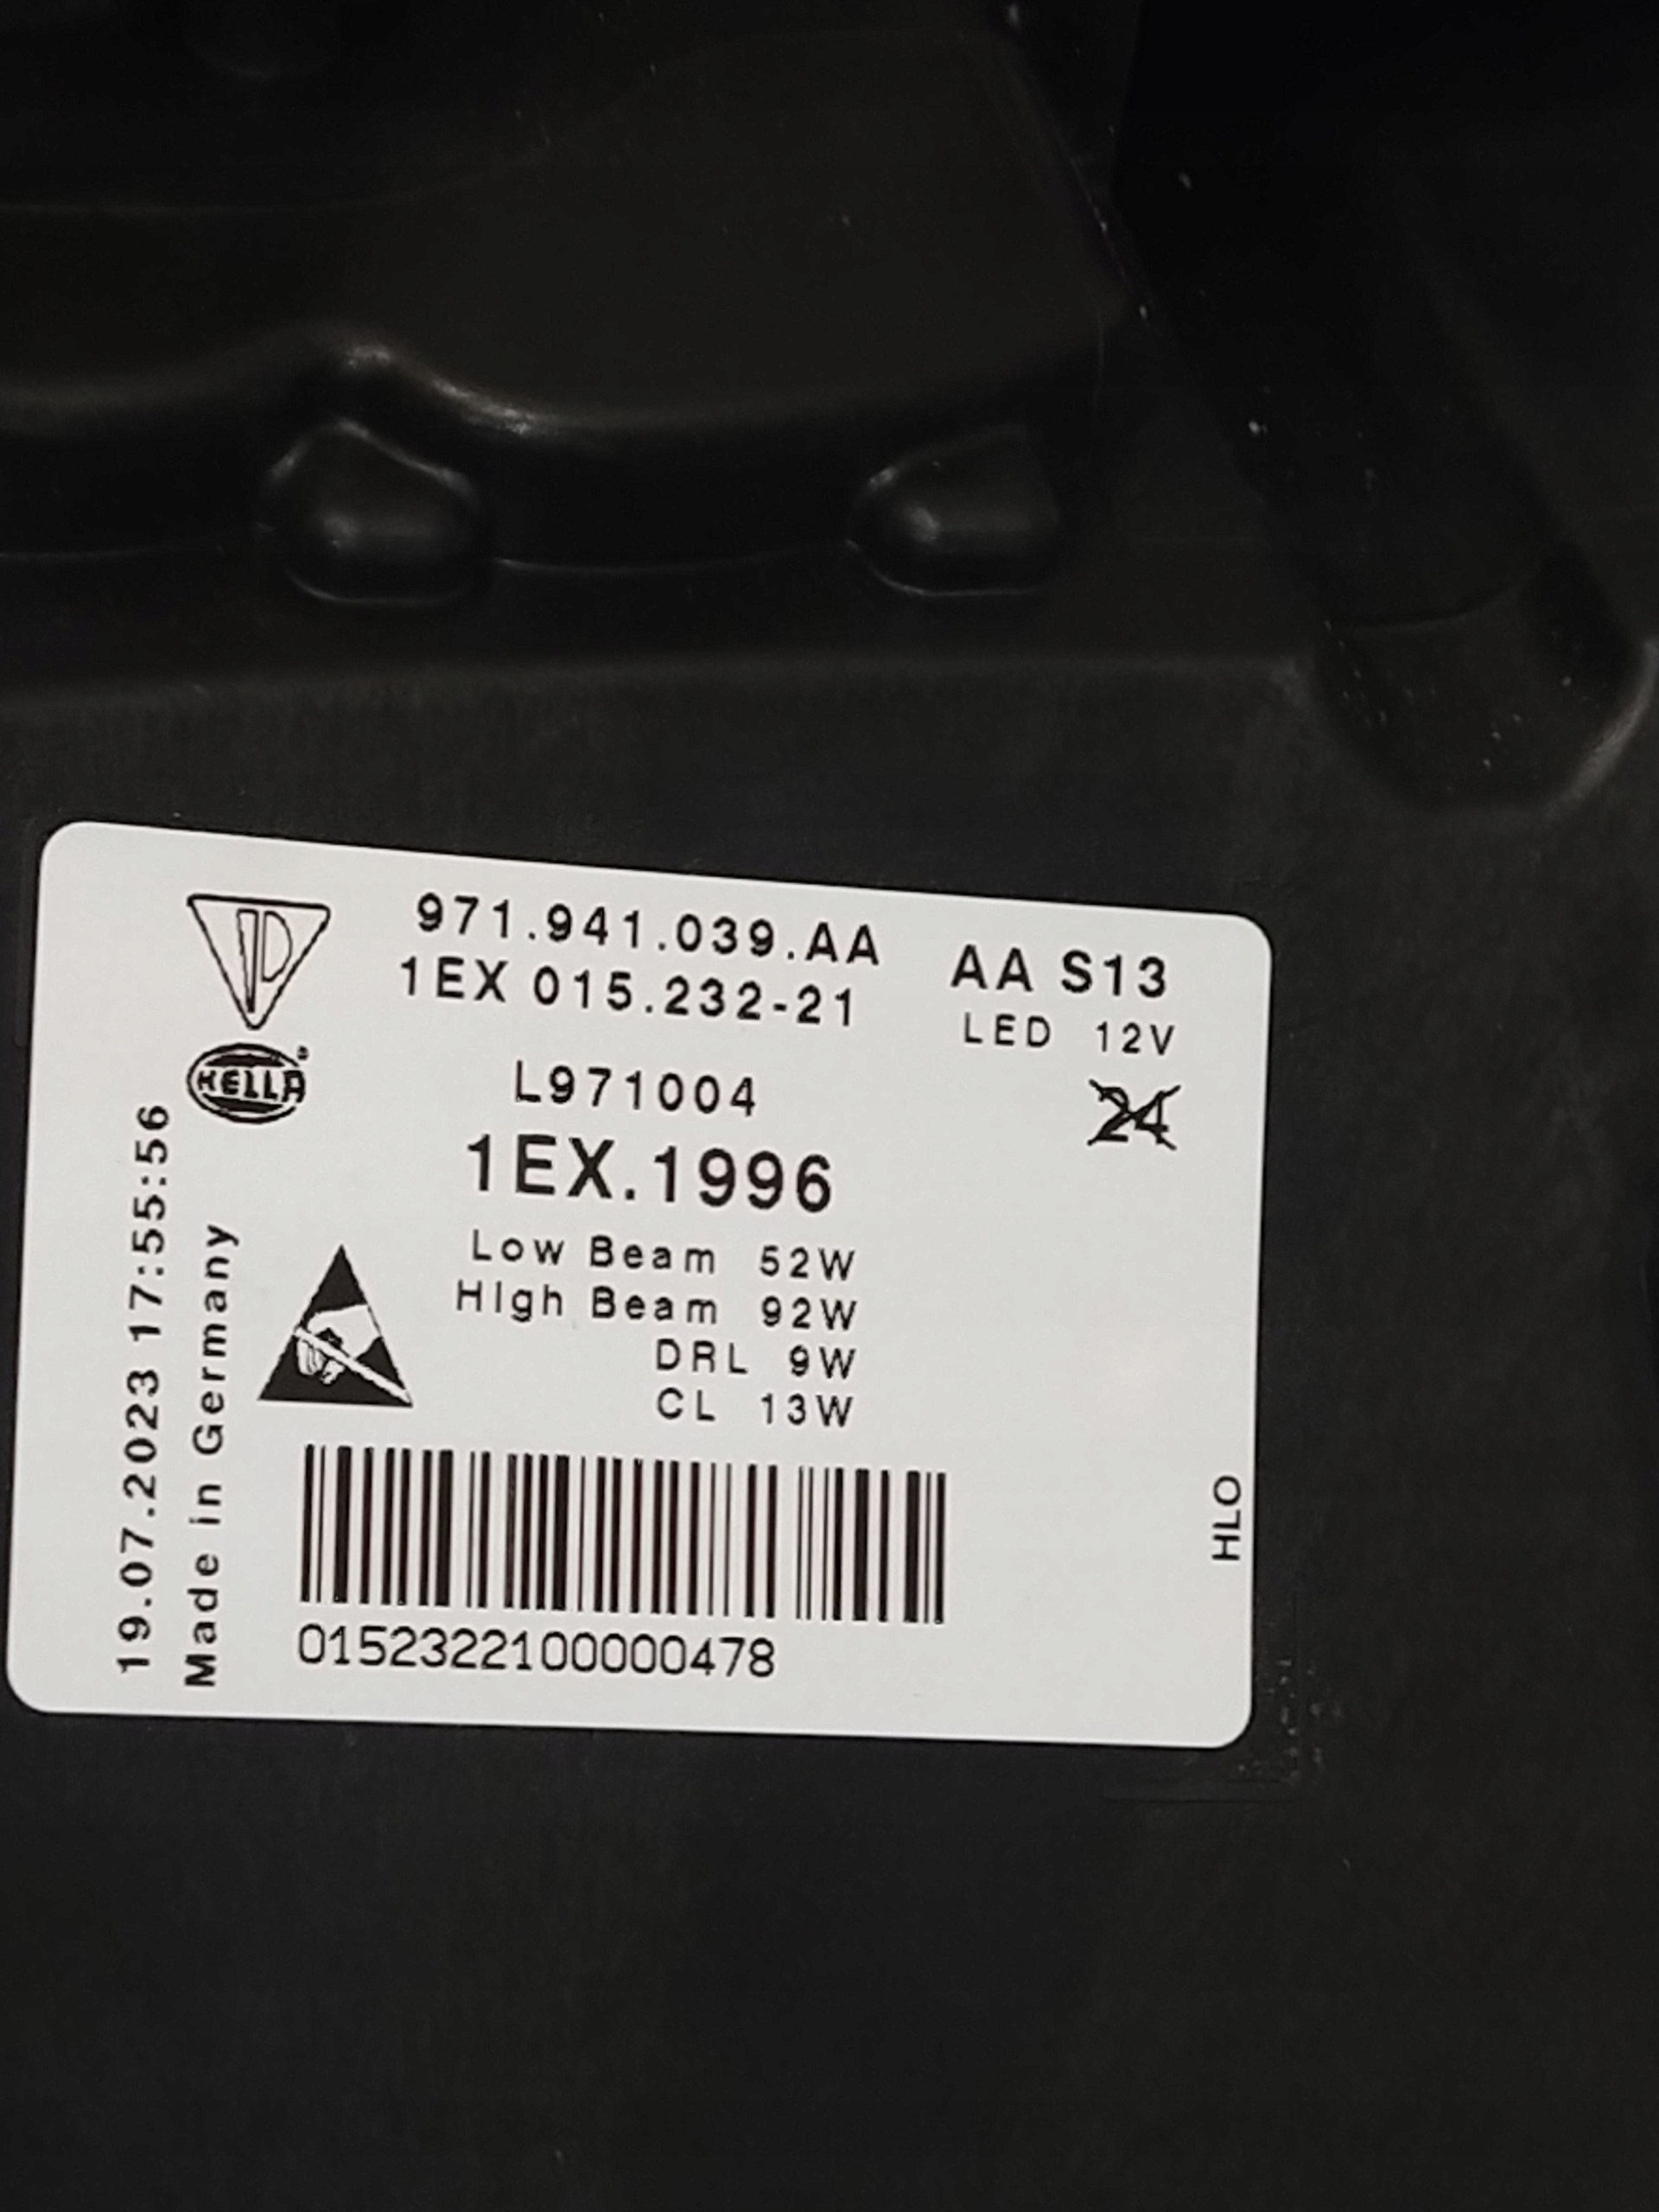 971.941.039.AA
1EX 015.232-21
AA S13
LED 12V
HELLA
L971004
24
1EX.1996
Low Beam 52W
High Beam 92W
DRL 9W
CL 13W
19.07.2023 17:55:56
Made in Germany
HLO
0152322100000478